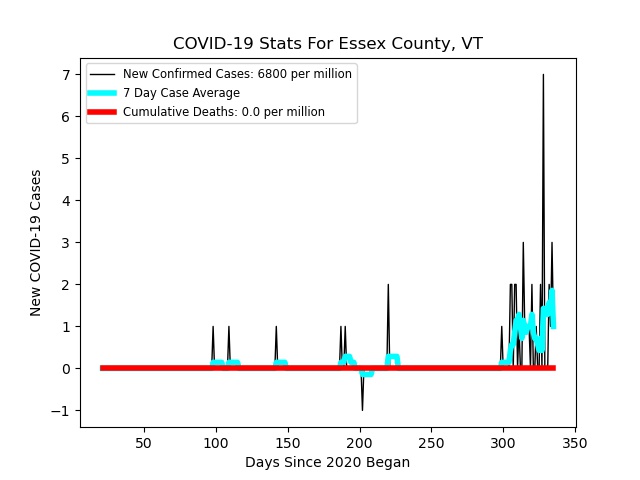 COVID-19 Stats For Essex County, VT
New Confirmed Cases: 6800 per million
7 Day Case Average
Cumulative Deaths: 0.0 per million
New COVID-19 Cases
7
6
5
4
3
2
1
0
−1
50 100 150 200 250 300 350
Days Since 2020 Began